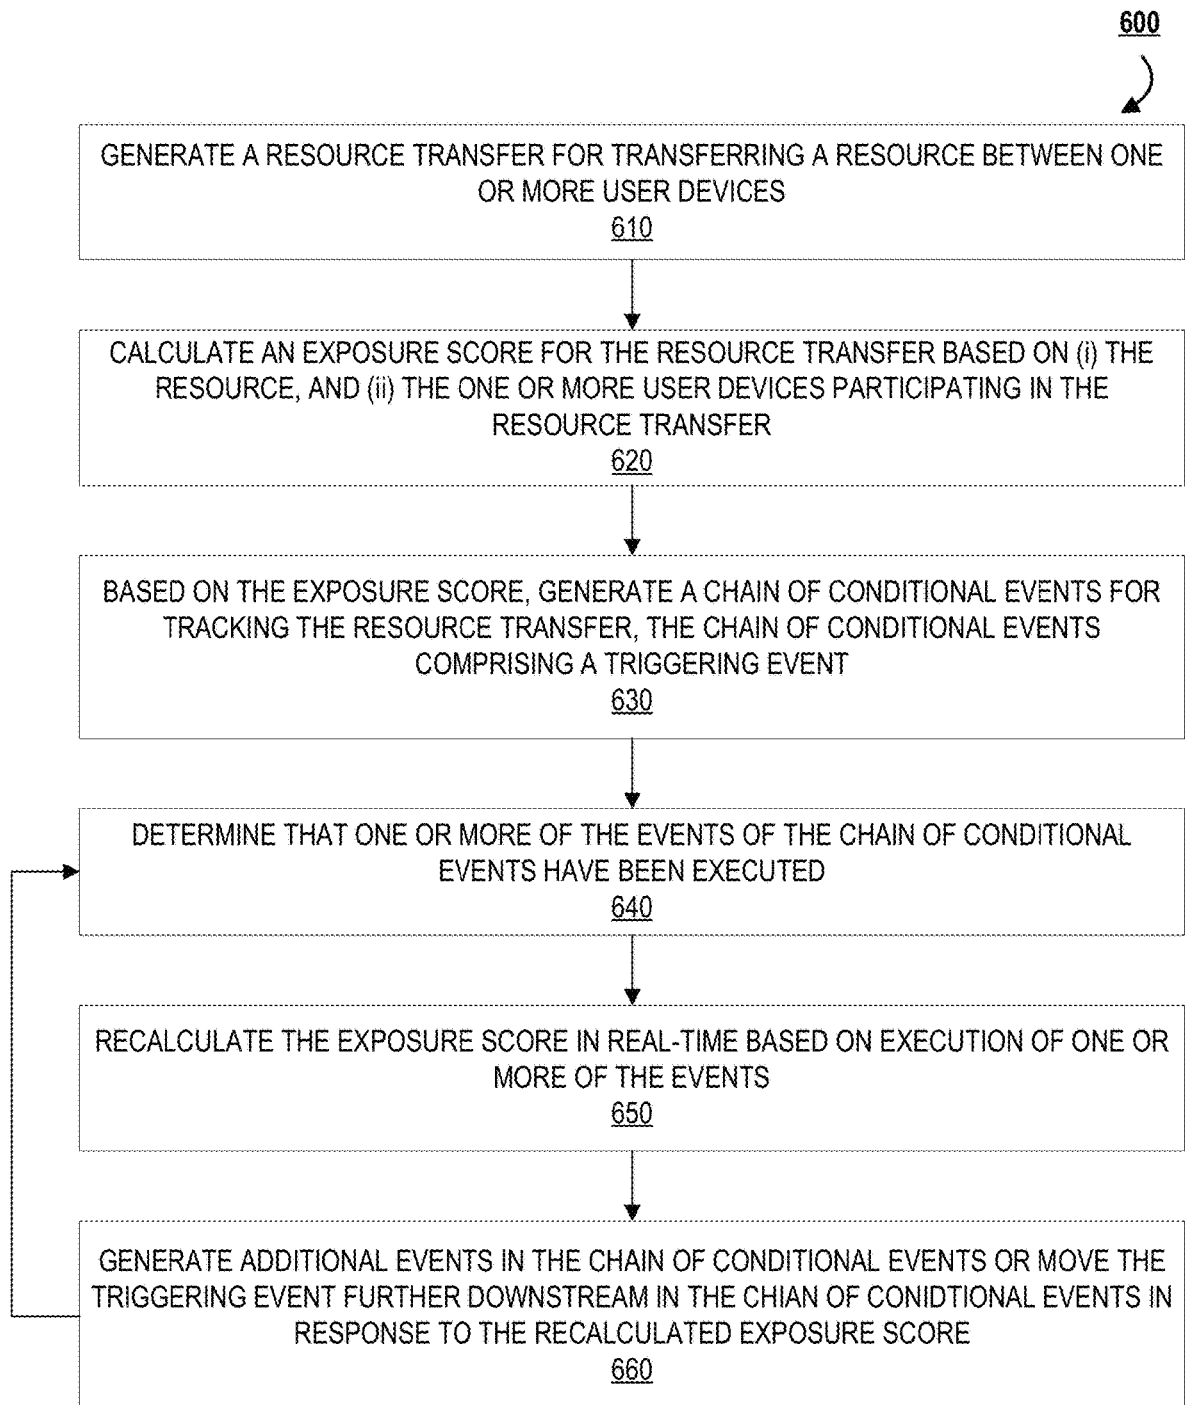 600
GENERATE A RESOURCE TRANSFER FOR TRANSFERRING A RESOURCE BETWEEN ONE
OR MORE USER DEVICES
610
CALCULATE AN EXPOSURE SCORE FOR THE RESOURCE TRANSFER BASED ON (i) THE
RESOURCE, AND (ii) THE ONE OR MORE USER DEVICES PARTICIPATING IN THE
RESOURCE TRANSFER
620
BASED ON THE EXPOSURE SCORE, GENERATE A CHAIN OF CONDITIONAL EVENTS FOR
TRACKING THE RESOURCE TRANSFER, THE CHAIN OF CONDITIONAL EVENTS
COMPRISING A TRIGGERING EVENT
630
DETERMINE THAT ONE OR MORE OF THE EVENTS OF THE CHAIN OF CONDITIONAL
EVENTS HAVE BEEN EXECUTED
640
RECALCULATE THE EXPOSURE SCORE IN REAL-TIME BASED ON EXECUTION OF ONE OR
MORE OF THE EVENTS
650
GENERATE ADDITIONAL EVENTS IN THE CHAIN OF CONDITIONAL EVENTS OR MOVE THE
TRIGGERING EVENT FURTHER DOWNSTREAM IN THE CHIAN OF CONIDTIONAL EVENTS IN
RESPONSE TO THE RECALCULATED EXPOSURE SCORE
660